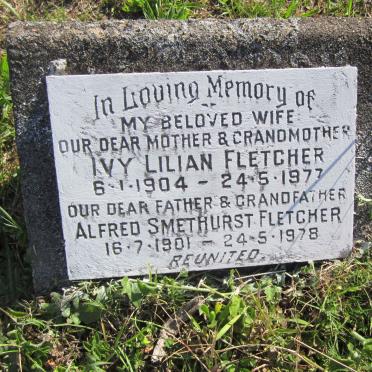 In Loving Memory of
MY BELOVED WIFE
OUR DEAR MOTHER & GRANDMOTHER
IVY LILIAN FLETCHER
6·1·1904 – 24·5·1977
OUR DEAR FATHER & GRANDFATHER
ALFRED SMETHURST FLETCHER
16·7·1901 – 24·5·1978
REUNITED.